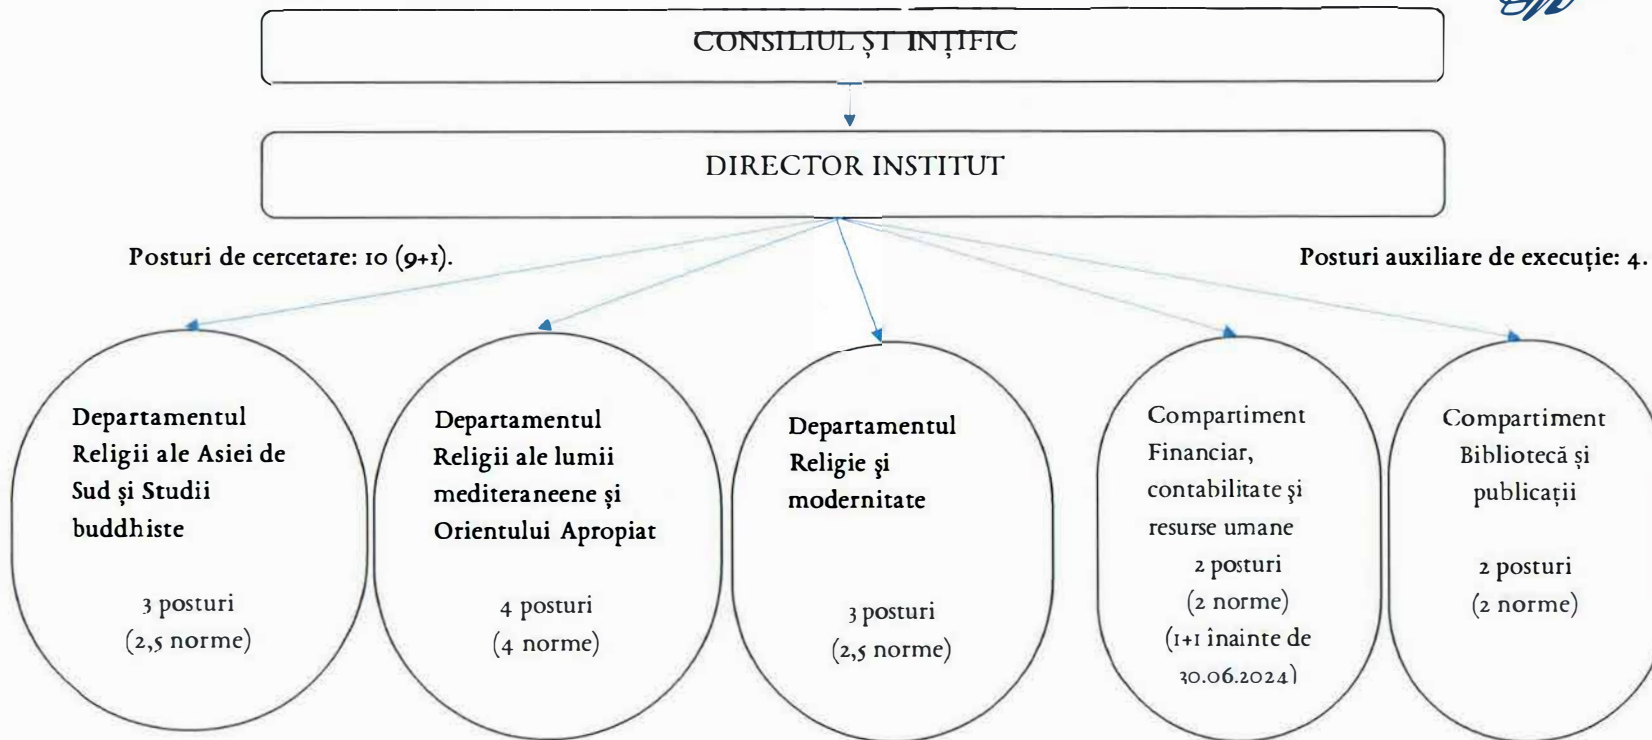 CONSILIUL ȘTIINȚIFIC
DIRECTOR INSTITUT
Posturi de cercetare: 10 (9+1).
Posturi auxiliare de execuție: 4.
Departamentul
Religii ale Asiei de
Sud și Studii
buddhiste
3 posturi
(2,5 norme)
Departamentul
Religii ale lumii
mediteraneene și
Orientului Apropiat
4 posturi
(4 norme)
Departamentul
Religie și
modernitate
3 posturi
(2,5 norme)
Compartiment
Financiar,
contabilitate și
resurse umane
2 posturi
(2 norme)
(1+1 înainte de
30.06.2024)
Compartiment
Bibliotecă și
publicații
2 posturi
(2 norme)